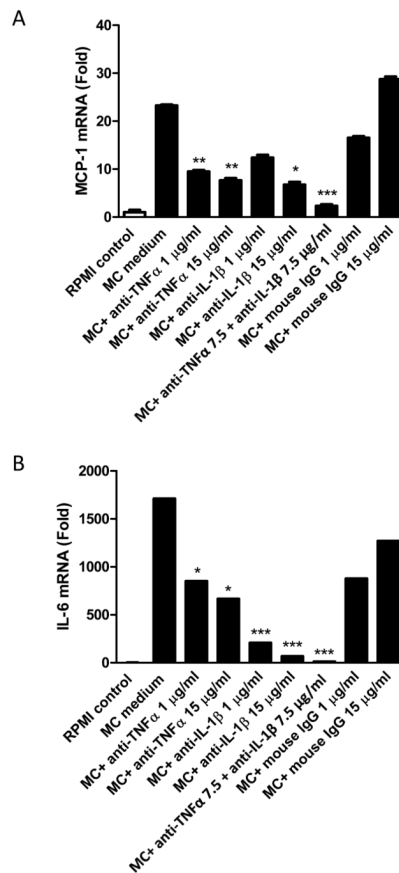 A
MCP-1 mRNA (Fold)
40
30
20
10
0
**
**
*
***
RPMI control
MC medium
MC+ anti-TNFα 1 µg/ml
MC+ anti-TNFα 15 µg/ml
MC+ anti-IL-1β 1 µg/ml
MC+ anti-IL-1β 15 µg/ml
MC+ anti-TNFα 7.5 + anti-IL-1β 7.5 µg/ml
MC+ mouse IgG 1 µg/ml
MC+ mouse IgG 15 µg/ml
B
IL-6 mRNA (Fold)
2000
1500
1000
500
0
*
*
***
***
***
RPMI control
MC medium
MC+ anti-TNFα 1 µg/ml
MC+ anti-TNFα 15 µg/ml
MC+ anti-IL-1β 1 µg/ml
MC+ anti-IL-1β 15 µg/ml
MC+ anti-TNFα 7.5 + anti-IL-1β 7.5 µg/ml
MC+ mouse IgG 1 µg/ml
MC+ mouse IgG 15 µg/ml